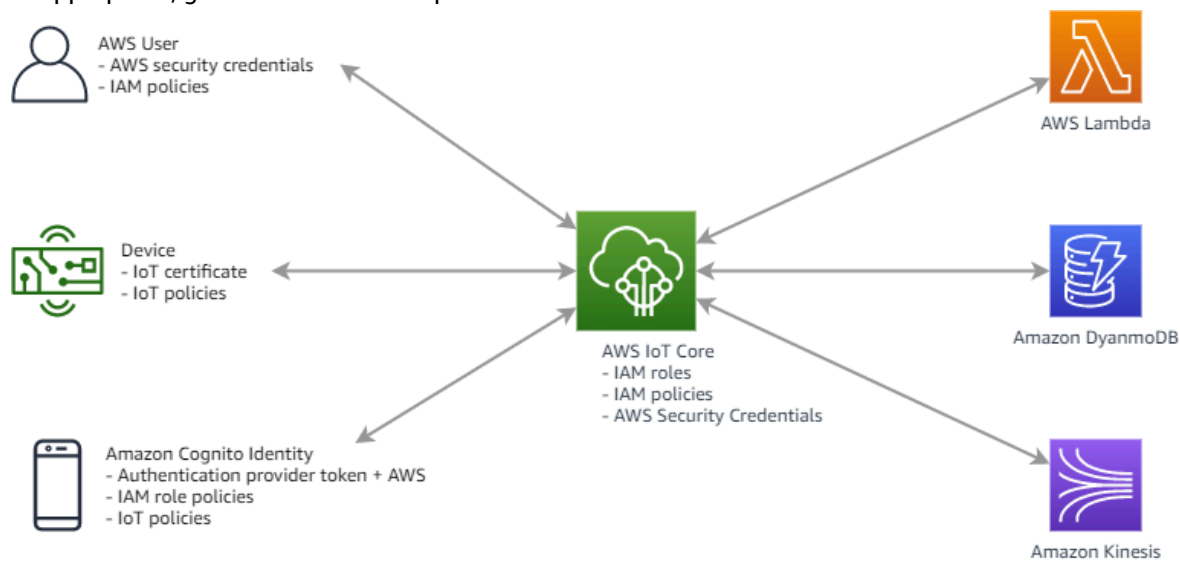 AWS User
- AWS security credentials
- IAM policies
AWS Lambda
Device
- IoT certificate
- IoT policies
AWS IoT Core
- IAM roles
- IAM policies
- AWS Security Credentials
Amazon DyanmoDB
Amazon Cognito Identity
- Authentication provider token + AWS
- IAM role policies
- IoT policies
Amazon Kinesis